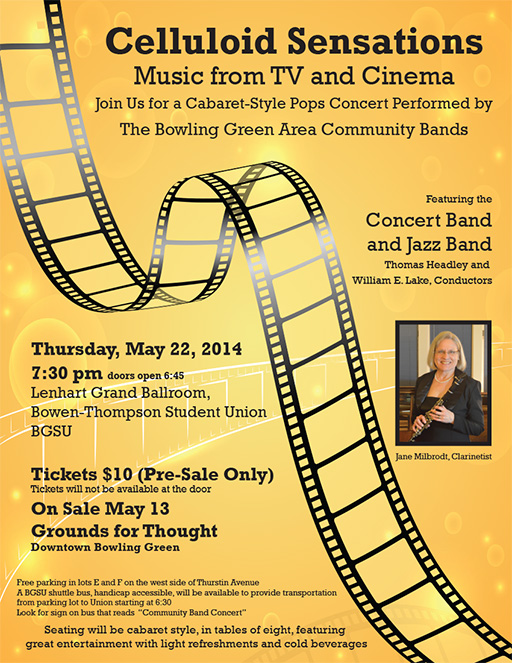 Celluloid Sensations
Music from TV and Cinema
Join Us for a Cabaret-Style Pops Concert Performed by
The Bowling Green Area Community Bands
Featuring the
Concert Band
and Jazz Band
Thomas Headley and
William E. Lake, Conductors
Thursday, May 22, 2014
7:30 pm doors open 6:45
Lenhart Grand Ballroom,
Bowen-Thompson Student Union
BGSU
Jane Milbrodt, Clarinetist
Tickets $10 (Pre-Sale Only)
Tickets will not be available at the door
On Sale May 13
Grounds for Thought
Downtown Bowling Green
Free parking in lots E and F on the west side of Thurstin Avenue
A BGSU shuttle bus, handicap accessible, will be available to provide transportation
from parking lot to Union starting at 6:30
Look for sign on bus that reads “Community Band Concert”
Seating will be cabaret style, in tables of eight, featuring
great entertainment with light refreshments and cold beverages